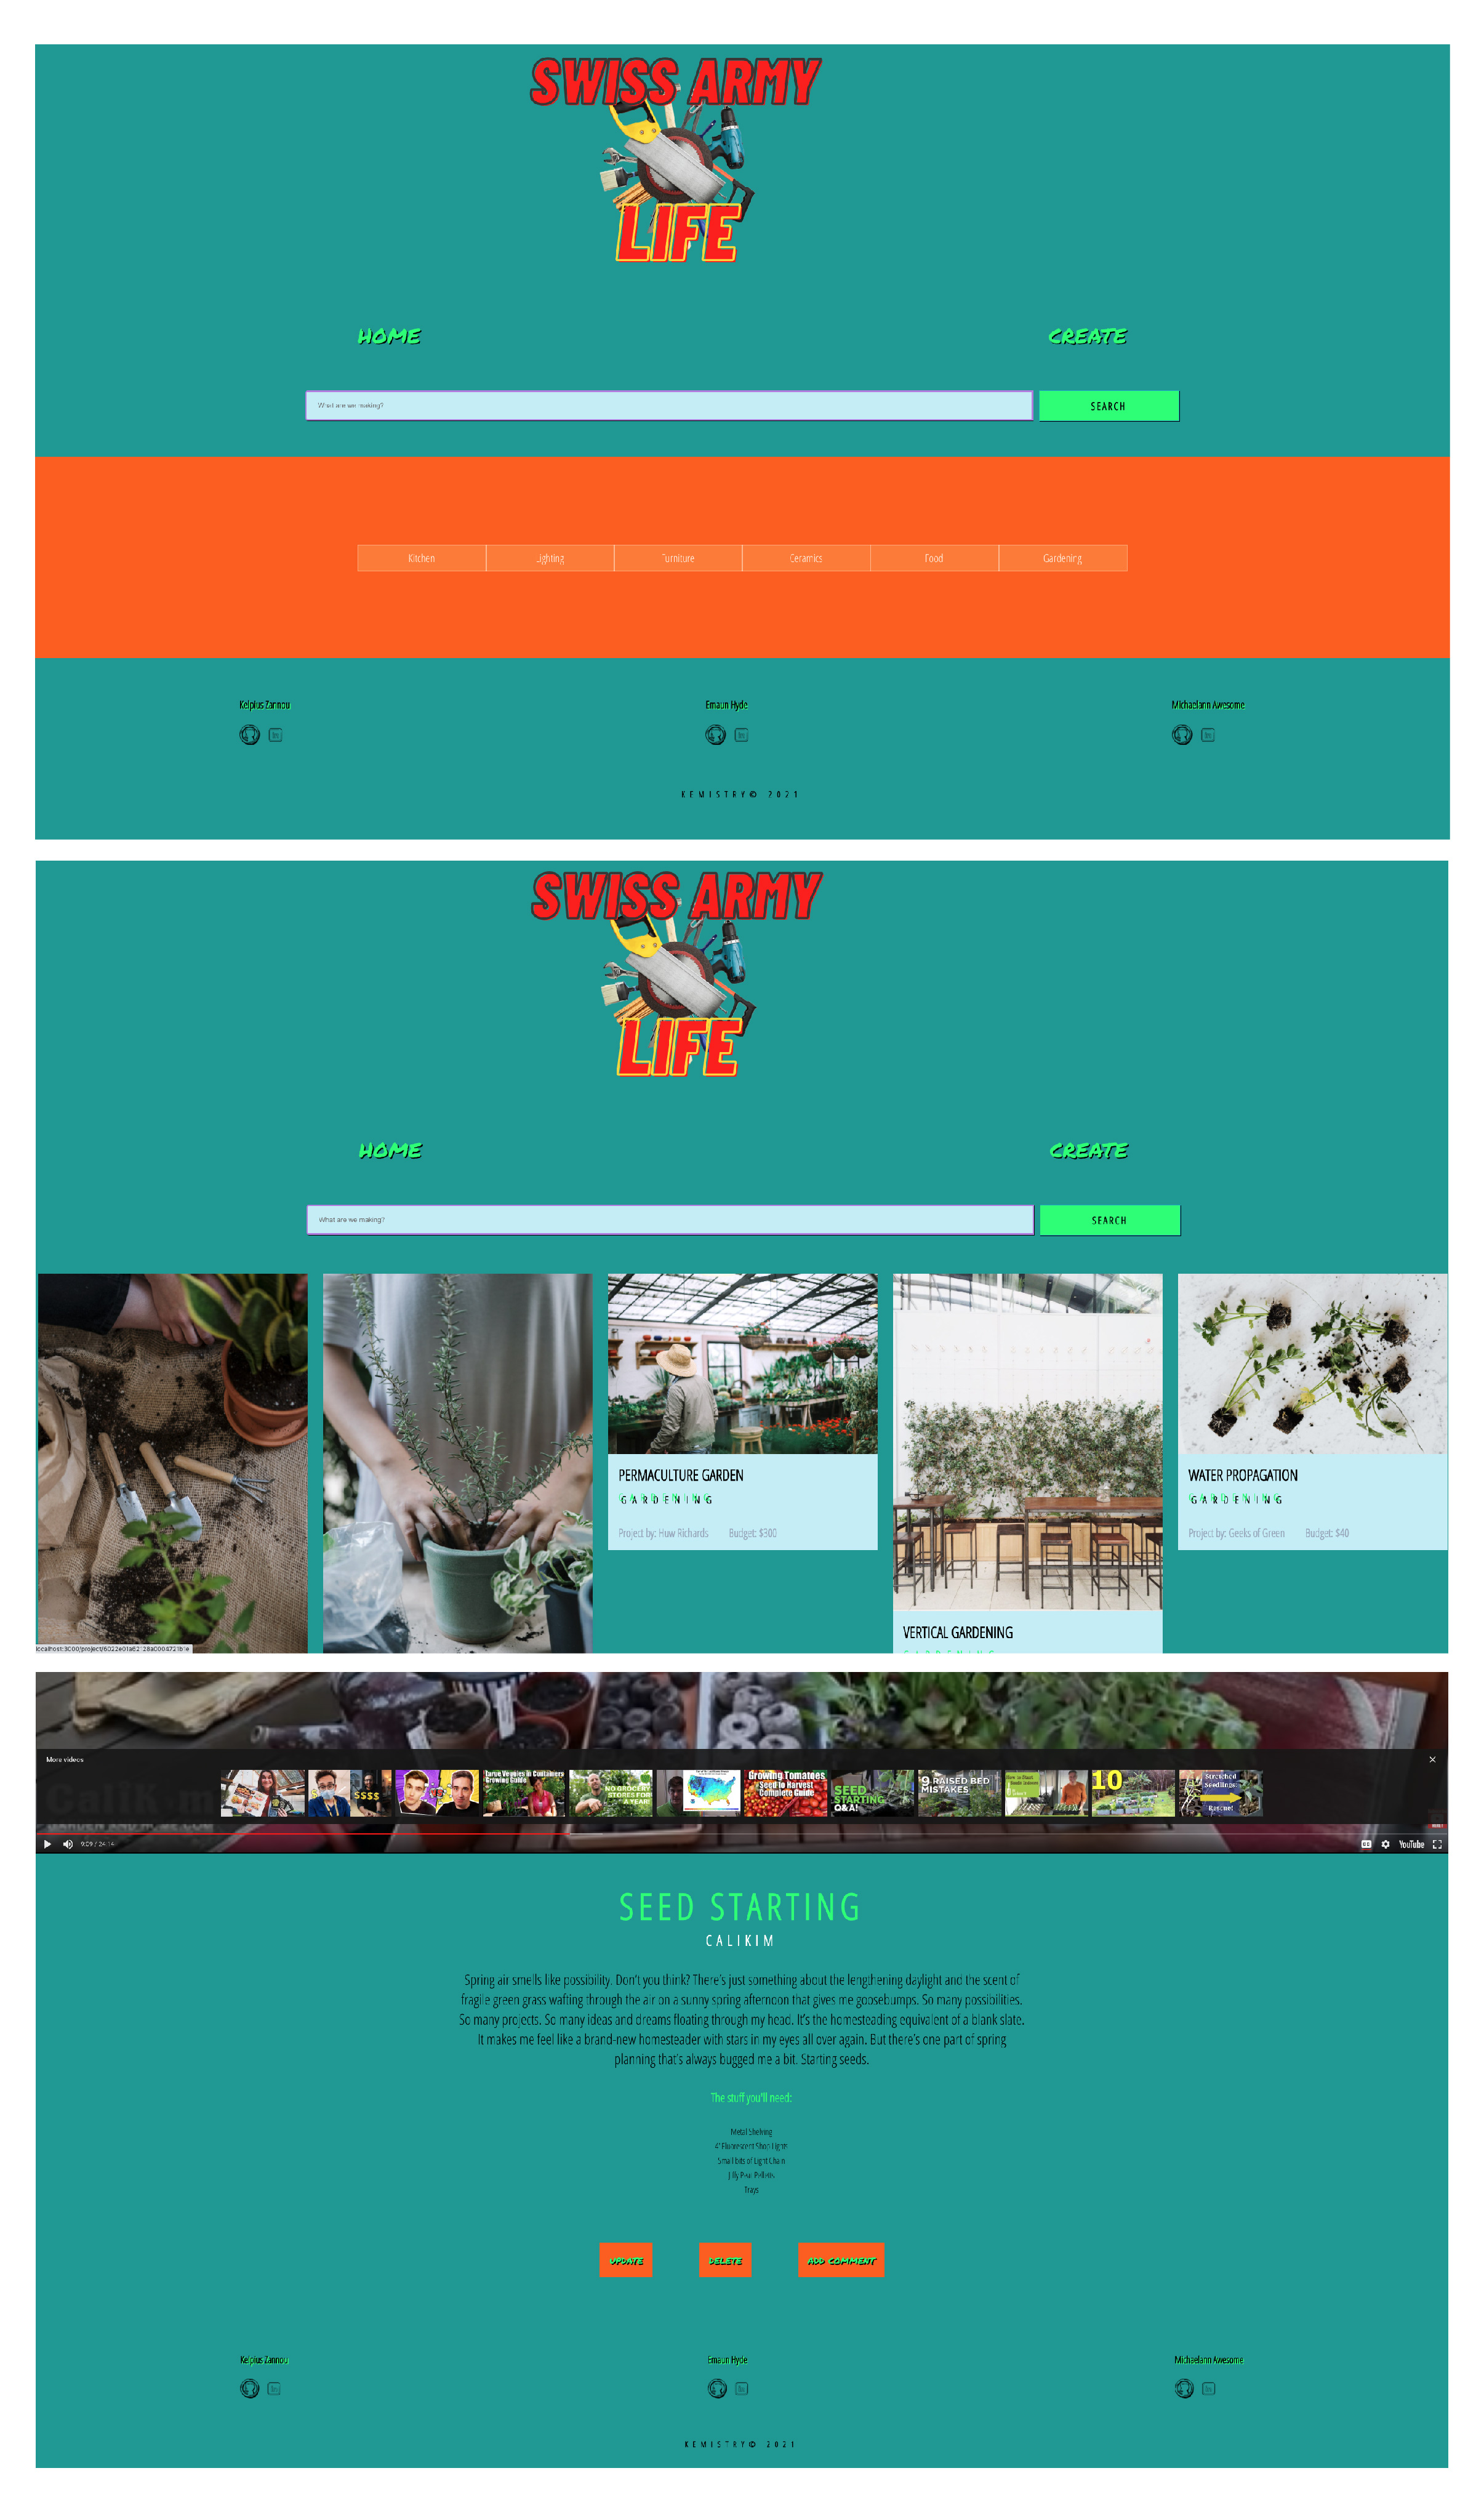 SWISS ARMY
LIFE
HOME CREATE
What are we making? SEARCH
Kitchen Lighting Furniture Ceramics Food Gardening
Kelpius Zannou Emaun Hyde Michaelann Awesome
KEMISTRY© 2021
SWISS ARMY
LIFE
HOME CREATE
What are we making? SEARCH
PERMACULTURE GARDEN
GARDENING
Project by: Huw Richards Budget: $300
WATER PROPAGATION
GARDENING
Project by: Geeks of Green Budget: $40
VERTICAL GARDENING
More videos
$$$
Large Veggies in Containers
Growing Guide
NO GROCERY
STORES FOR
A YEAR!
Growing Tomatoes
Seed to Harvest
Complete Guide
SEED
STARTING
Q&A!
9 RAISED BED
MISTAKES
10
Stretched
Seedlings:
Rescue!
9:09 / 24:14 CC YouTube
SEED STARTING
CALIKIM
Spring air smells like possibility. Don't you think? There's just something about the lengthening daylight and the scent of
fragile green grass wafting through the air on a sunny spring afternoon that gives me goosebumps. So many possibilities.
So many projects. So many ideas and dreams floating through my head. It's the homesteading equivalent of a blank slate.
It makes me feel like a brand-new homesteader with stars in my eyes all over again. But there's one part of spring
planning that's always bugged me a bit. Starting seeds.
The stuff you'll need:
Metal Shelving
4' Fluorescent Shop Lights
Small bits of Light Chain
Trays
UPDATE DELETE ADD COMMENT
Kelpius Zannou Emaun Hyde Michaelann Awesome
KEMISTRY© 2021